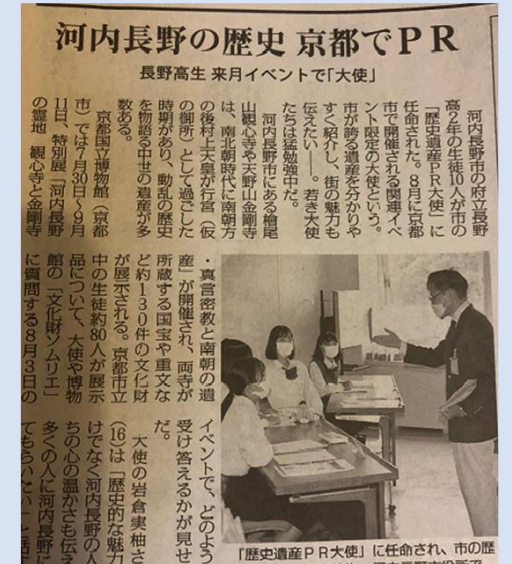 河内長野の歴史 京都でPR
長野高生 来月イベントで「大使」
河内長野市の府立長野
高2年の生徒10人が市の
「歴史遺産PR大使」に
任命された。8月に京都
市で開催される関連イベ
ント限定の大使という。
市が誇る遺産を分かりや
すく紹介し、街の魅力も
伝えたい――。若き大使
たちは猛勉強中だ。
河内長野市にある檜尾
山観心寺や天野山金剛寺
は、南北朝時代に南朝方
の後村上天皇が行宮（仮
の御所）として過ごした
時期があり、動乱の歴史
を物語る中世の遺産が多
数ある。
京都国立博物館（京都
市）では7月30日〜9月
11日、特別展「河内長野
の霊地 観心寺と金剛寺
・真言密教と南朝の遺
産」が開催され、両寺が
所蔵する国宝や重文な
ど約130件の文化財
が展示される。京都市立
中の生徒約80人が展示
品について、大使や博物
館の「文化財ソムリエ」
に質問する8月3日の
イベントで、どのよう
受け答えるかが見せ
だ。
大使の岩倉実柚さ
（16）は「歴史的な魅力
けでなく河内長野の人
ちの心の温かさも伝え
多くの人に河内長野に
てもらいたい」と話
「歴史遺産PR大使」に任命され、市の歴